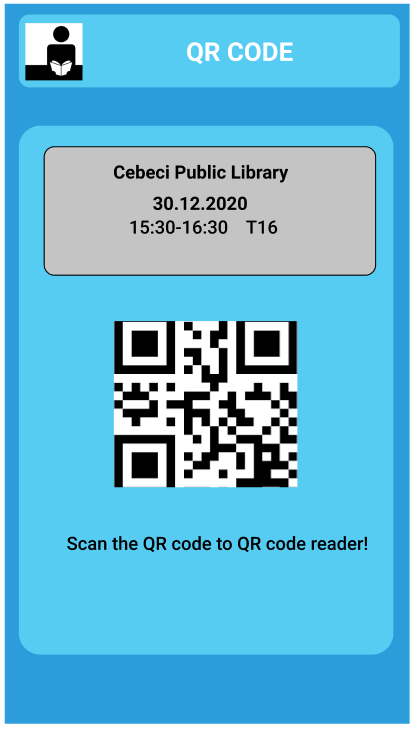 QR CODE
Cebeci Public Library
30.12.2020
15:30-16:30 T16
Scan the QR code to QR code reader!